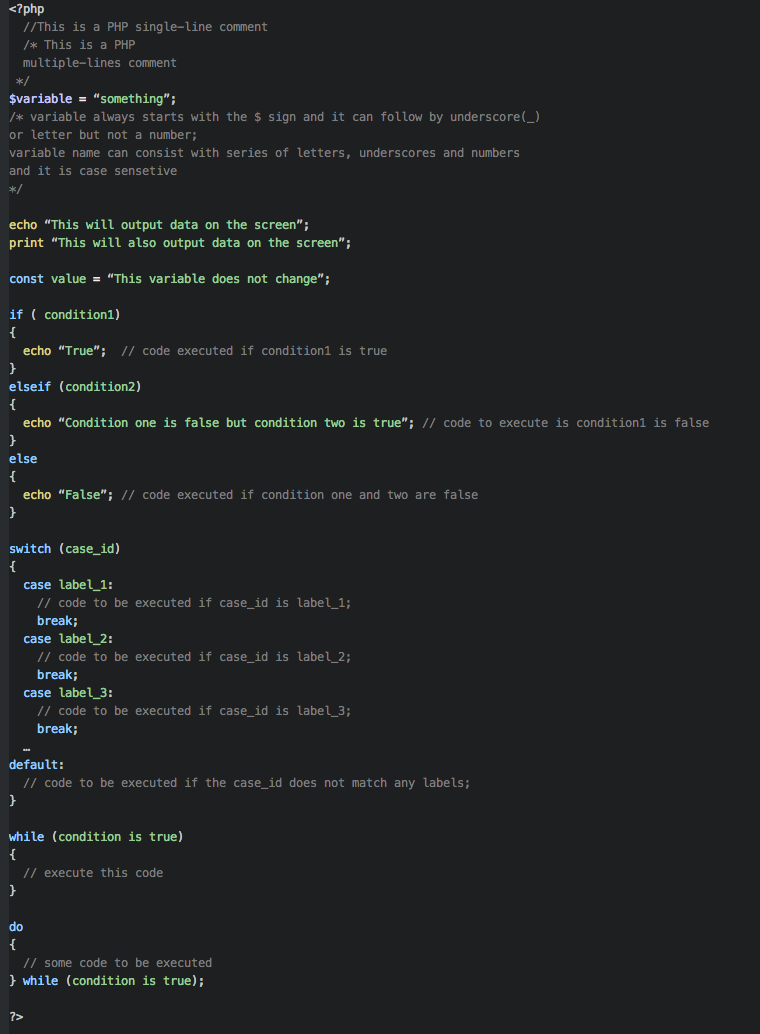 <?php
//This is a PHP single-line comment
/* This is a PHP
multiple-lines comment
*/
$variable = “something”;
/* variable always starts with the $ sign and it can follow by underscore(_)
or letter but not a number;
variable name can consist with series of letters, underscores and numbers
and it is case sensetive
*/
echo “This will output data on the screen”;
print “This will also output data on the screen”;
const value = “This variable does not change”;
if ( condition1)
{
echo “True”;  // code executed if condition1 is true
}
elseif (condition2)
{
echo “Condition one is false but condition two is true”; // code to execute is condition1 is false
}
else
{
echo “False”; // code executed if condition one and two are false
}
switch (case_id)
{
case label_1:
// code to be executed if case_id is label_1;
break;
case label_2:
// code to be executed if case_id is label_2;
break;
case label_3:
// code to be executed if case_id is label_3;
break;
…
default:
// code to be executed if the case_id does not match any labels;
}
while (condition is true)
{
// execute this code
}
do
{
// some code to be executed
} while (condition is true);
?>